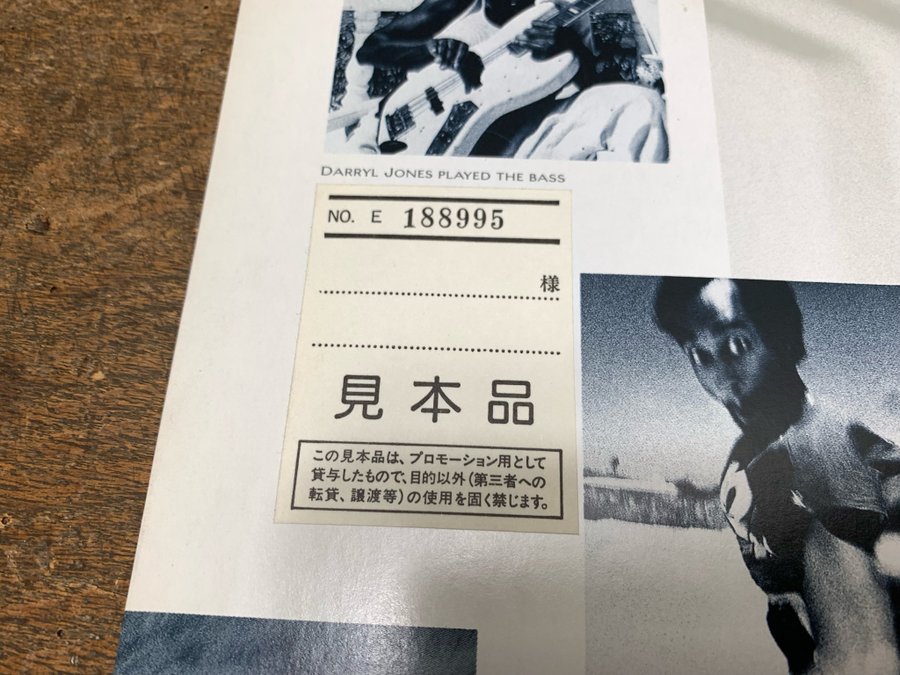 DARRYL JONES PLAYED THE BASS
NO. E 188995
様
見本品
この見本品は、プロモーション用として
貸与したもので、目的以外(第三者への
転貸、譲渡等)の使用を固く禁じます。